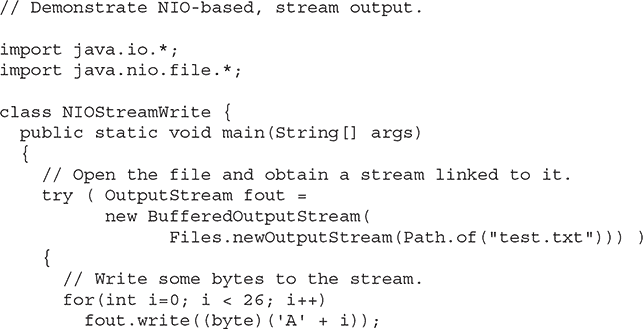 // Demonstrate NIO-based, stream output.

import java.io.*;
import java.nio.file.*;

class NIOStreamWrite {
  public static void main(String[] args)
  {
    // Open the file and obtain a stream linked to it.
    try ( OutputStream fout =
          new BufferedOutputStream(
                Files.newOutputStream(Path.of("test.txt"))) )
    {
      // Write some bytes to the stream.
      for(int i=0; i < 26; i++)
        fout.write((byte)('A' + i));